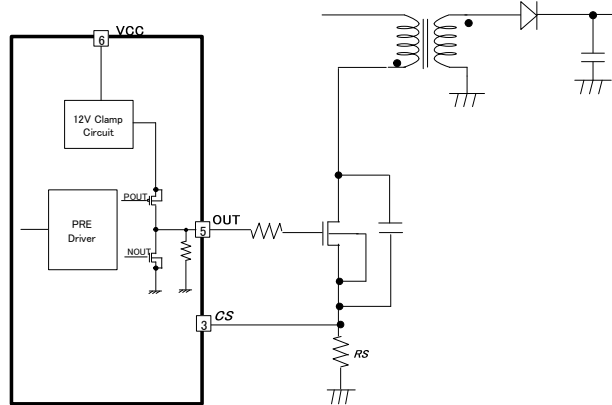 VCC
6
12V Clamp
Circuit
POUT
PRE
Driver
NOUT
OUT
5
CS
3
RS